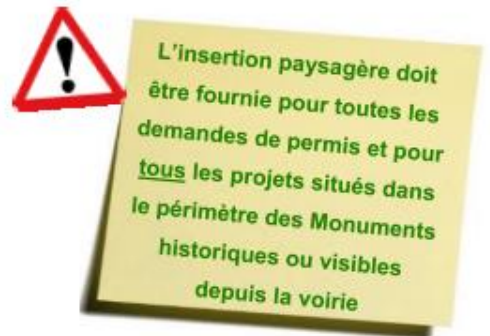 L'insertion paysagère doit
être fournie pour toutes les
demandes de permis et pour
tous les projets situés dans
le périmètre des Monuments
historiques ou visibles
depuis la voirie